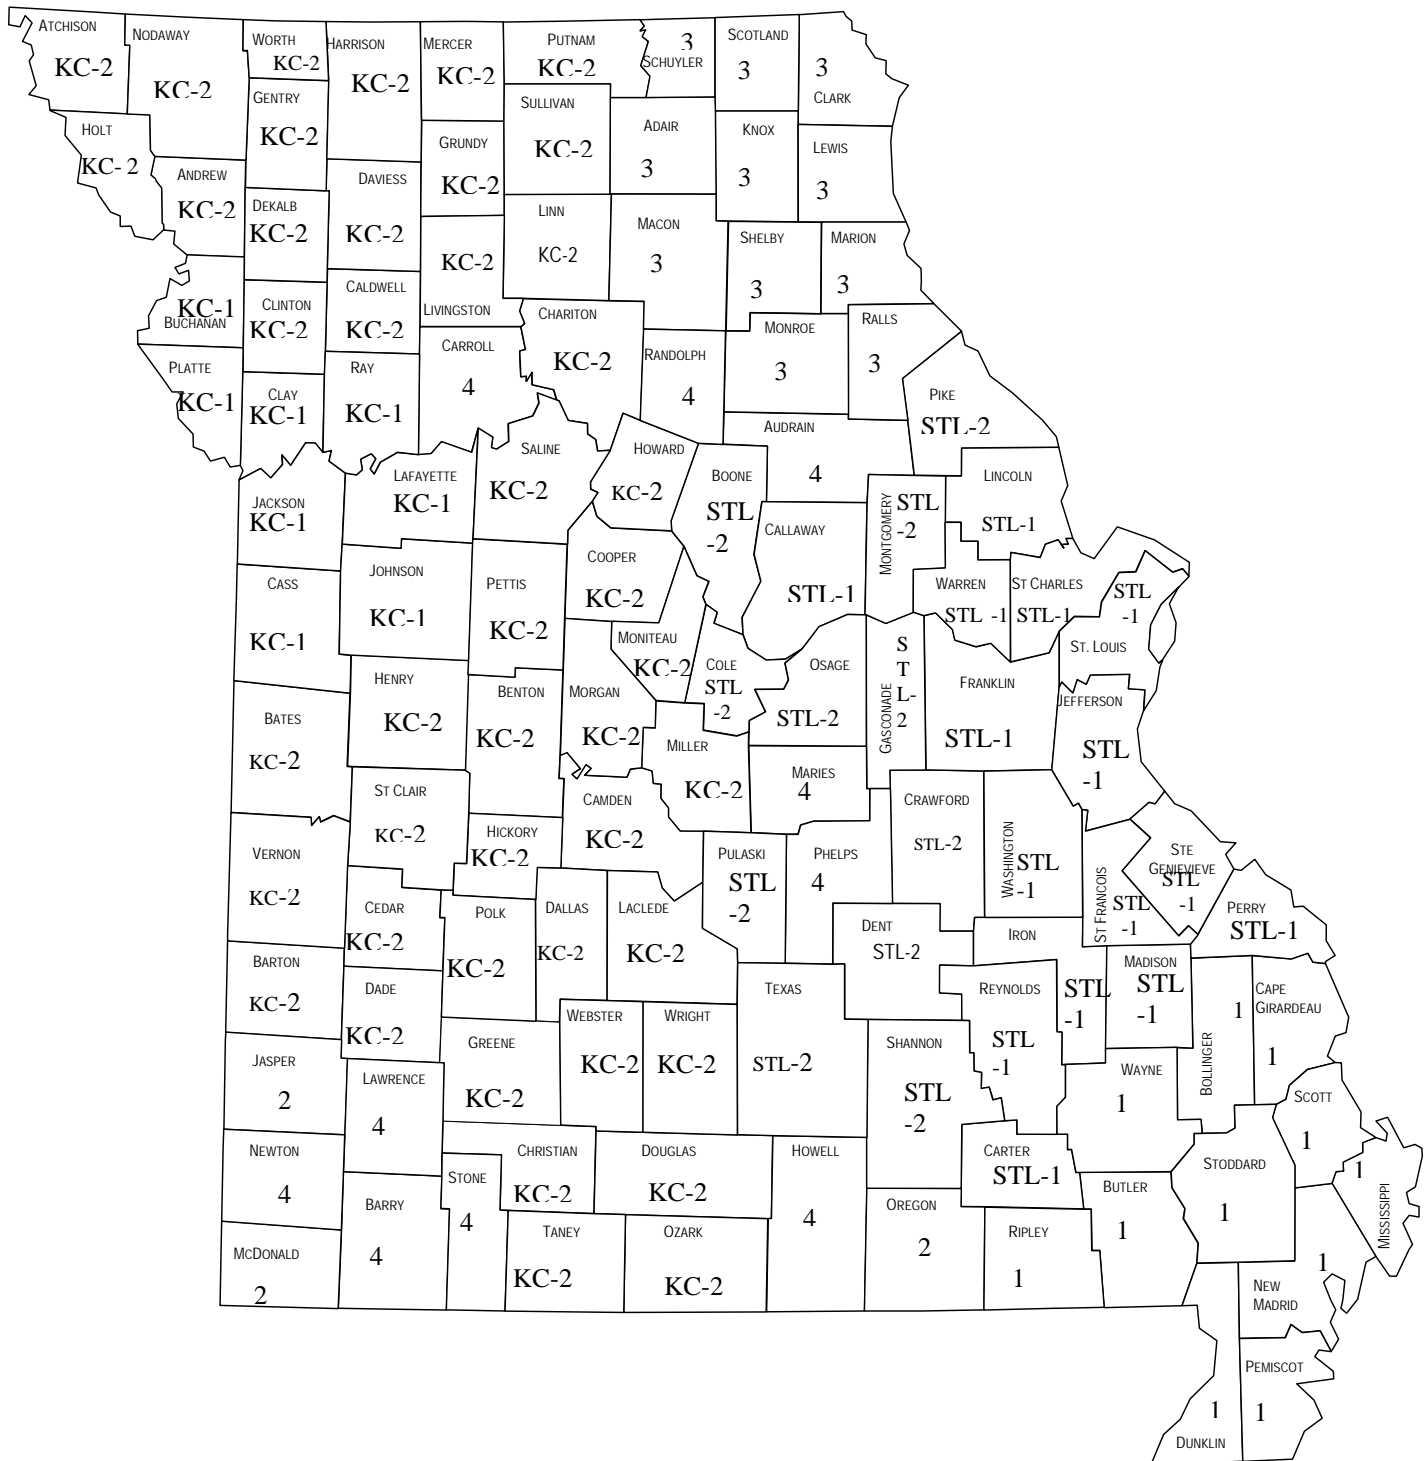 ATCHISON
KC-2
NODAWAY
KC-2
WORTH
KC-2
HARRISON
KC-2
MERCER
KC-2
PUTNAM
KC-2
3
SCHUYLER
SCOTLAND
3
3
CLARK
GENTRY
KC-2
SULLIVAN
KC-2
ADAIR
3
KNOX
3
LEWIS
3
HOLT
KC-2
ANDREW
KC-2
DEKALB
KC-2
DAVIESS
KC-2
GRUNDY
KC-2
LINN
KC-2
MACON
3
SHELBY
3
MARION
3
KC-1
BUCHANAN
CLINTON
KC-2
CALDWELL
KC-2
KC-2
LIVINGSTON
CHARITON
KC-2
MONROE
3
RALLS
3
PLATTE
KC-1
CLAY
KC-1
RAY
KC-1
CARROLL
4
RANDOLPH
4
AUDRAIN
4
PIKE
STL-2
JACKSON
KC-1
LAFAYETTE
KC-1
SALINE
KC-2
HOWARD
KC-2
BOONE
STL
-2
CALLAWAY
STL-1
MONTGOMERY
STL
-2
LINCOLN
STL-1
CASS
KC-1
JOHNSON
KC-1
PETTIS
KC-2
COOPER
KC-2
WARREN
STL -1
ST CHARLES
STL-1
STL
-1
ST. LOUIS
MONITEAU
KC-2
COLE
STL
-2
OSAGE
STL-2
GASCONADE
S
T
L-
2
FRANKLIN
STL-1
JEFFERSON
STL
-1
BATES
KC-2
HENRY
KC-2
BENTON
KC-2
MORGAN
KC-2
MILLER
KC-2
MARIES
4
VERNON
KC-2
ST CLAIR
KC-2
HICKORY
KC-2
CAMDEN
KC-2
PULASKI
STL
-2
PHELPS
4
CRAWFORD
STL-2
WASHINGTON
STL
-1
ST FRANCOIS
STL
-1
STE
GENIEVIEVE
STL
-1
PERRY
STL-1
CEDAR
KC-2
POLK
KC-2
DALLAS
KC-2
LACLEDE
KC-2
DENT
STL-2
IRON
STL
-1
MADISON
STL
-1
BARTON
KC-2
DADE
KC-2
GREENE
KC-2
WEBSTER
KC-2
WRIGHT
KC-2
TEXAS
STL-2
SHANNON
STL
-2
REYNOLDS
STL
-1
BOLLINGER
1
CAPE
GIRARDEAU
1
JASPER
2
LAWRENCE
4
WAYNE
1
SCOTT
1
NEWTON
4
BARRY
4
STONE
4
CHRISTIAN
KC-2
DOUGLAS
KC-2
HOWELL
4
OREGON
2
CARTER
STL-1
BUTLER
1
STODDARD
1
1
MISSISSIPPI
MCDONALD
2
TANEY
KC-2
OZARK
KC-2
RIPLEY
1
1
NEW
MADRID
PEMISCOT
1
1
DUNKLIN